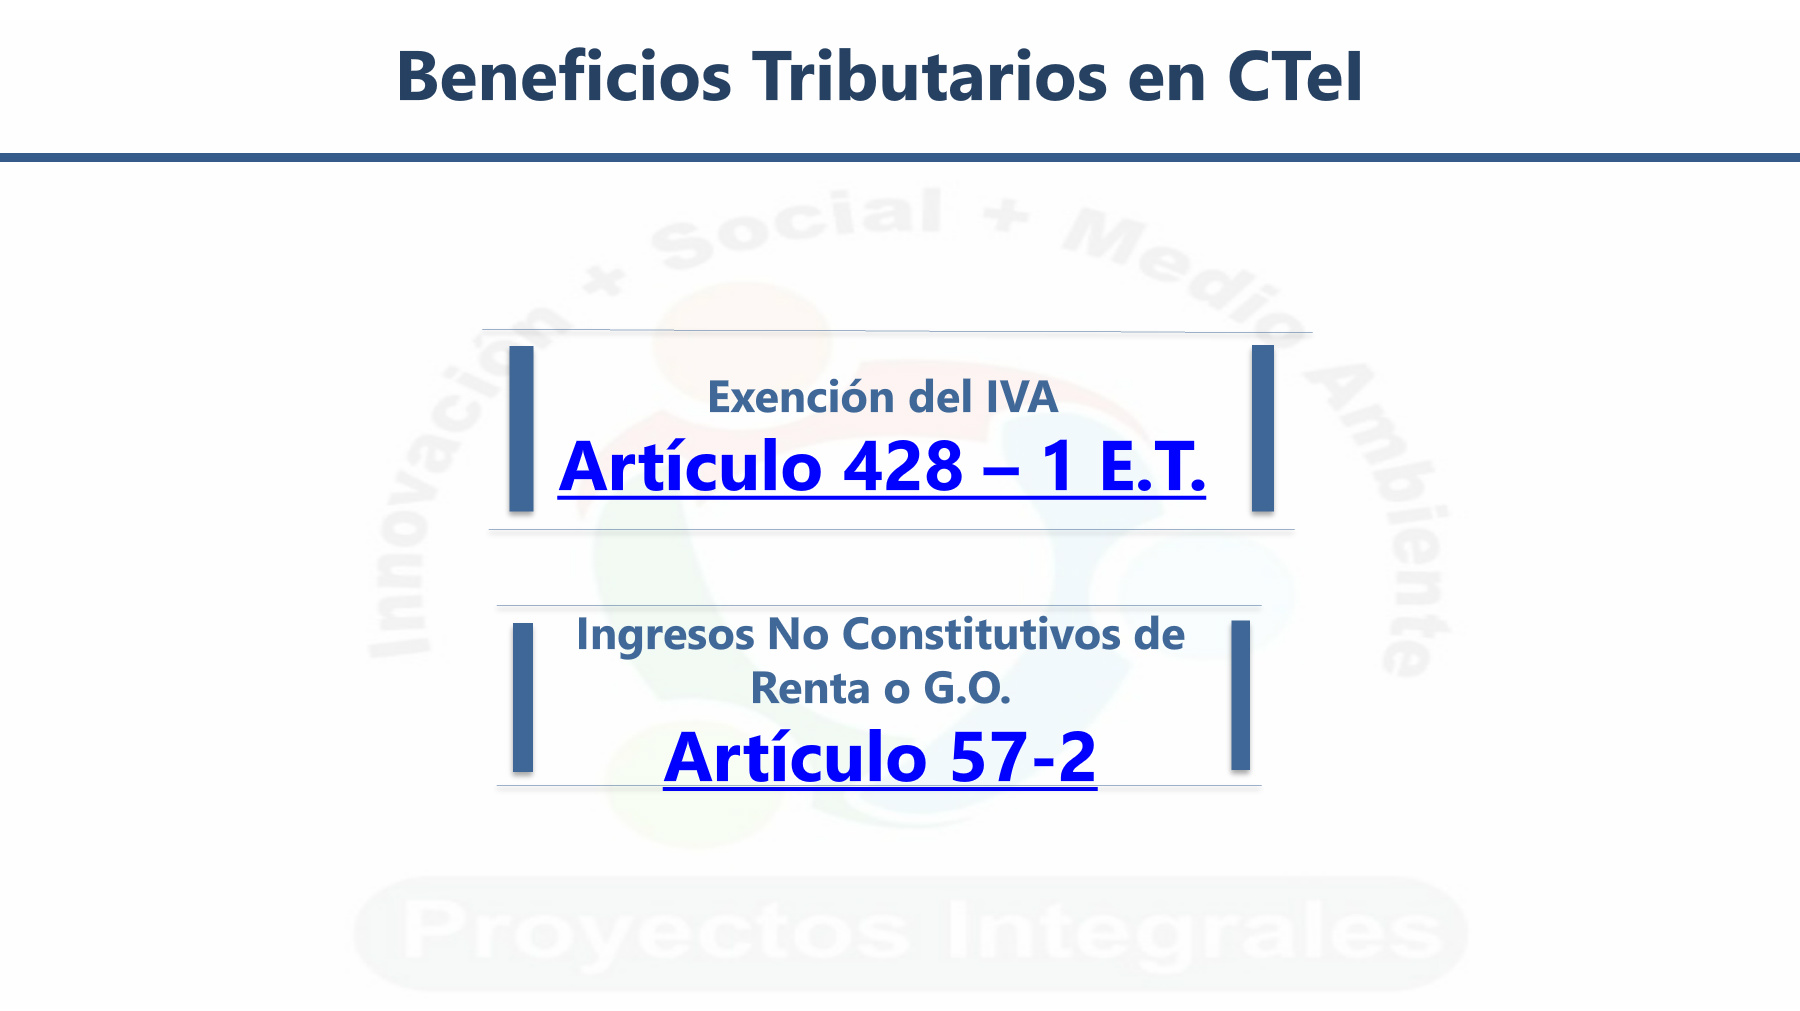 Beneficios Tributarios en CTeI
Innovación + Social + Medio Ambiente
Exención del IVA
Artículo 428 – 1 E.T.
Ingresos No Constitutivos de
Renta o G.O.
Artículo 57-2
Proyectos Integrales